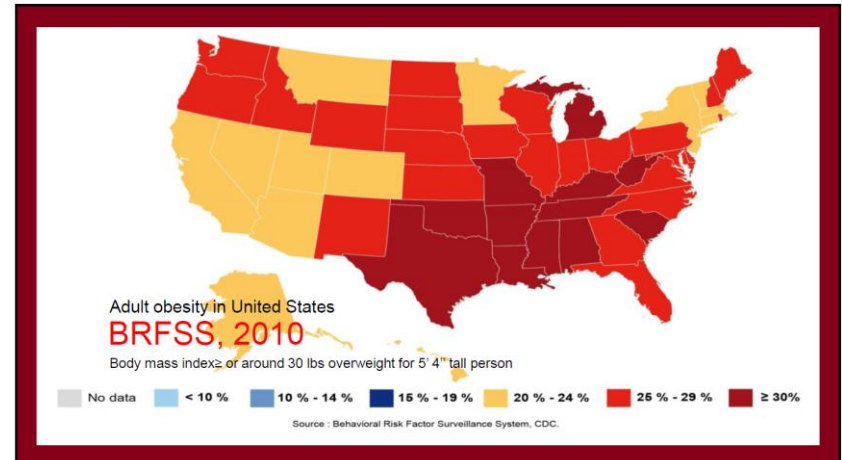 Adult obesity in United States
BRFSS, 2010
Body mass index≥ or around 30 lbs overweight for 5' 4" tall person
No data < 10 % 10 % - 14 % 15 % - 19 % 20 % - 24 % 25 % - 29 % ≥ 30%
Source : Behavioral Risk Factor Surveillance System, CDC.